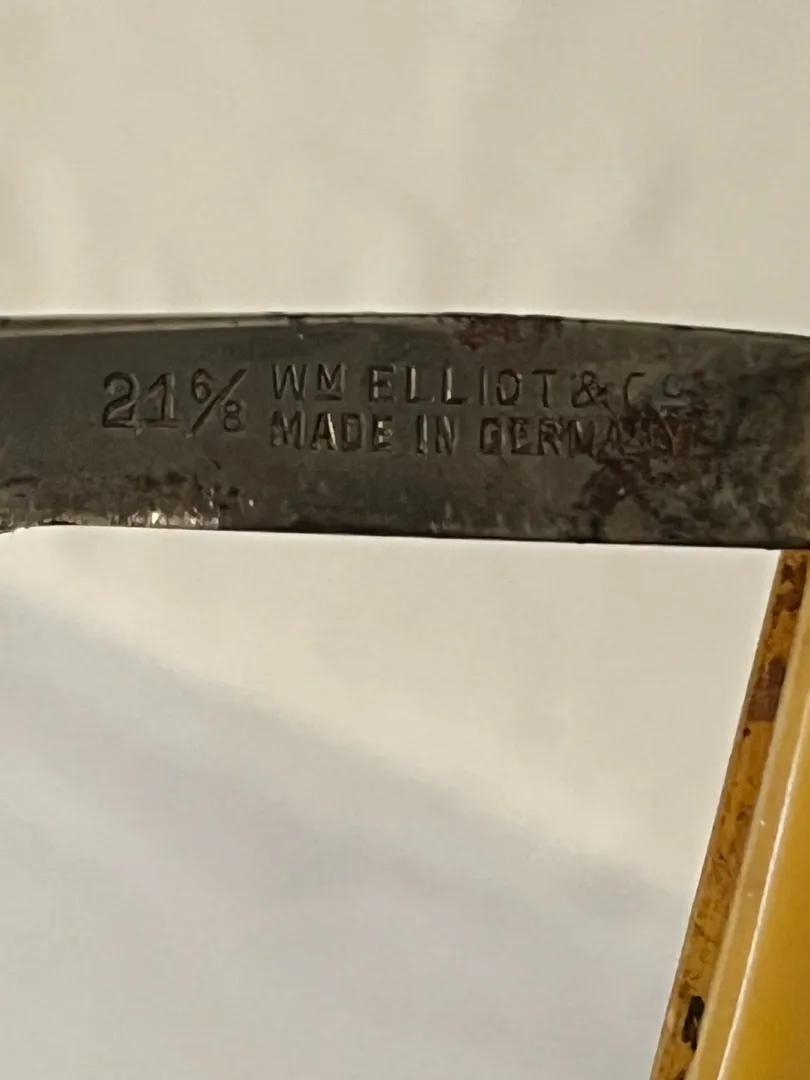 21 6/8 WM ELLIOT & Co
MADE IN GERMANY